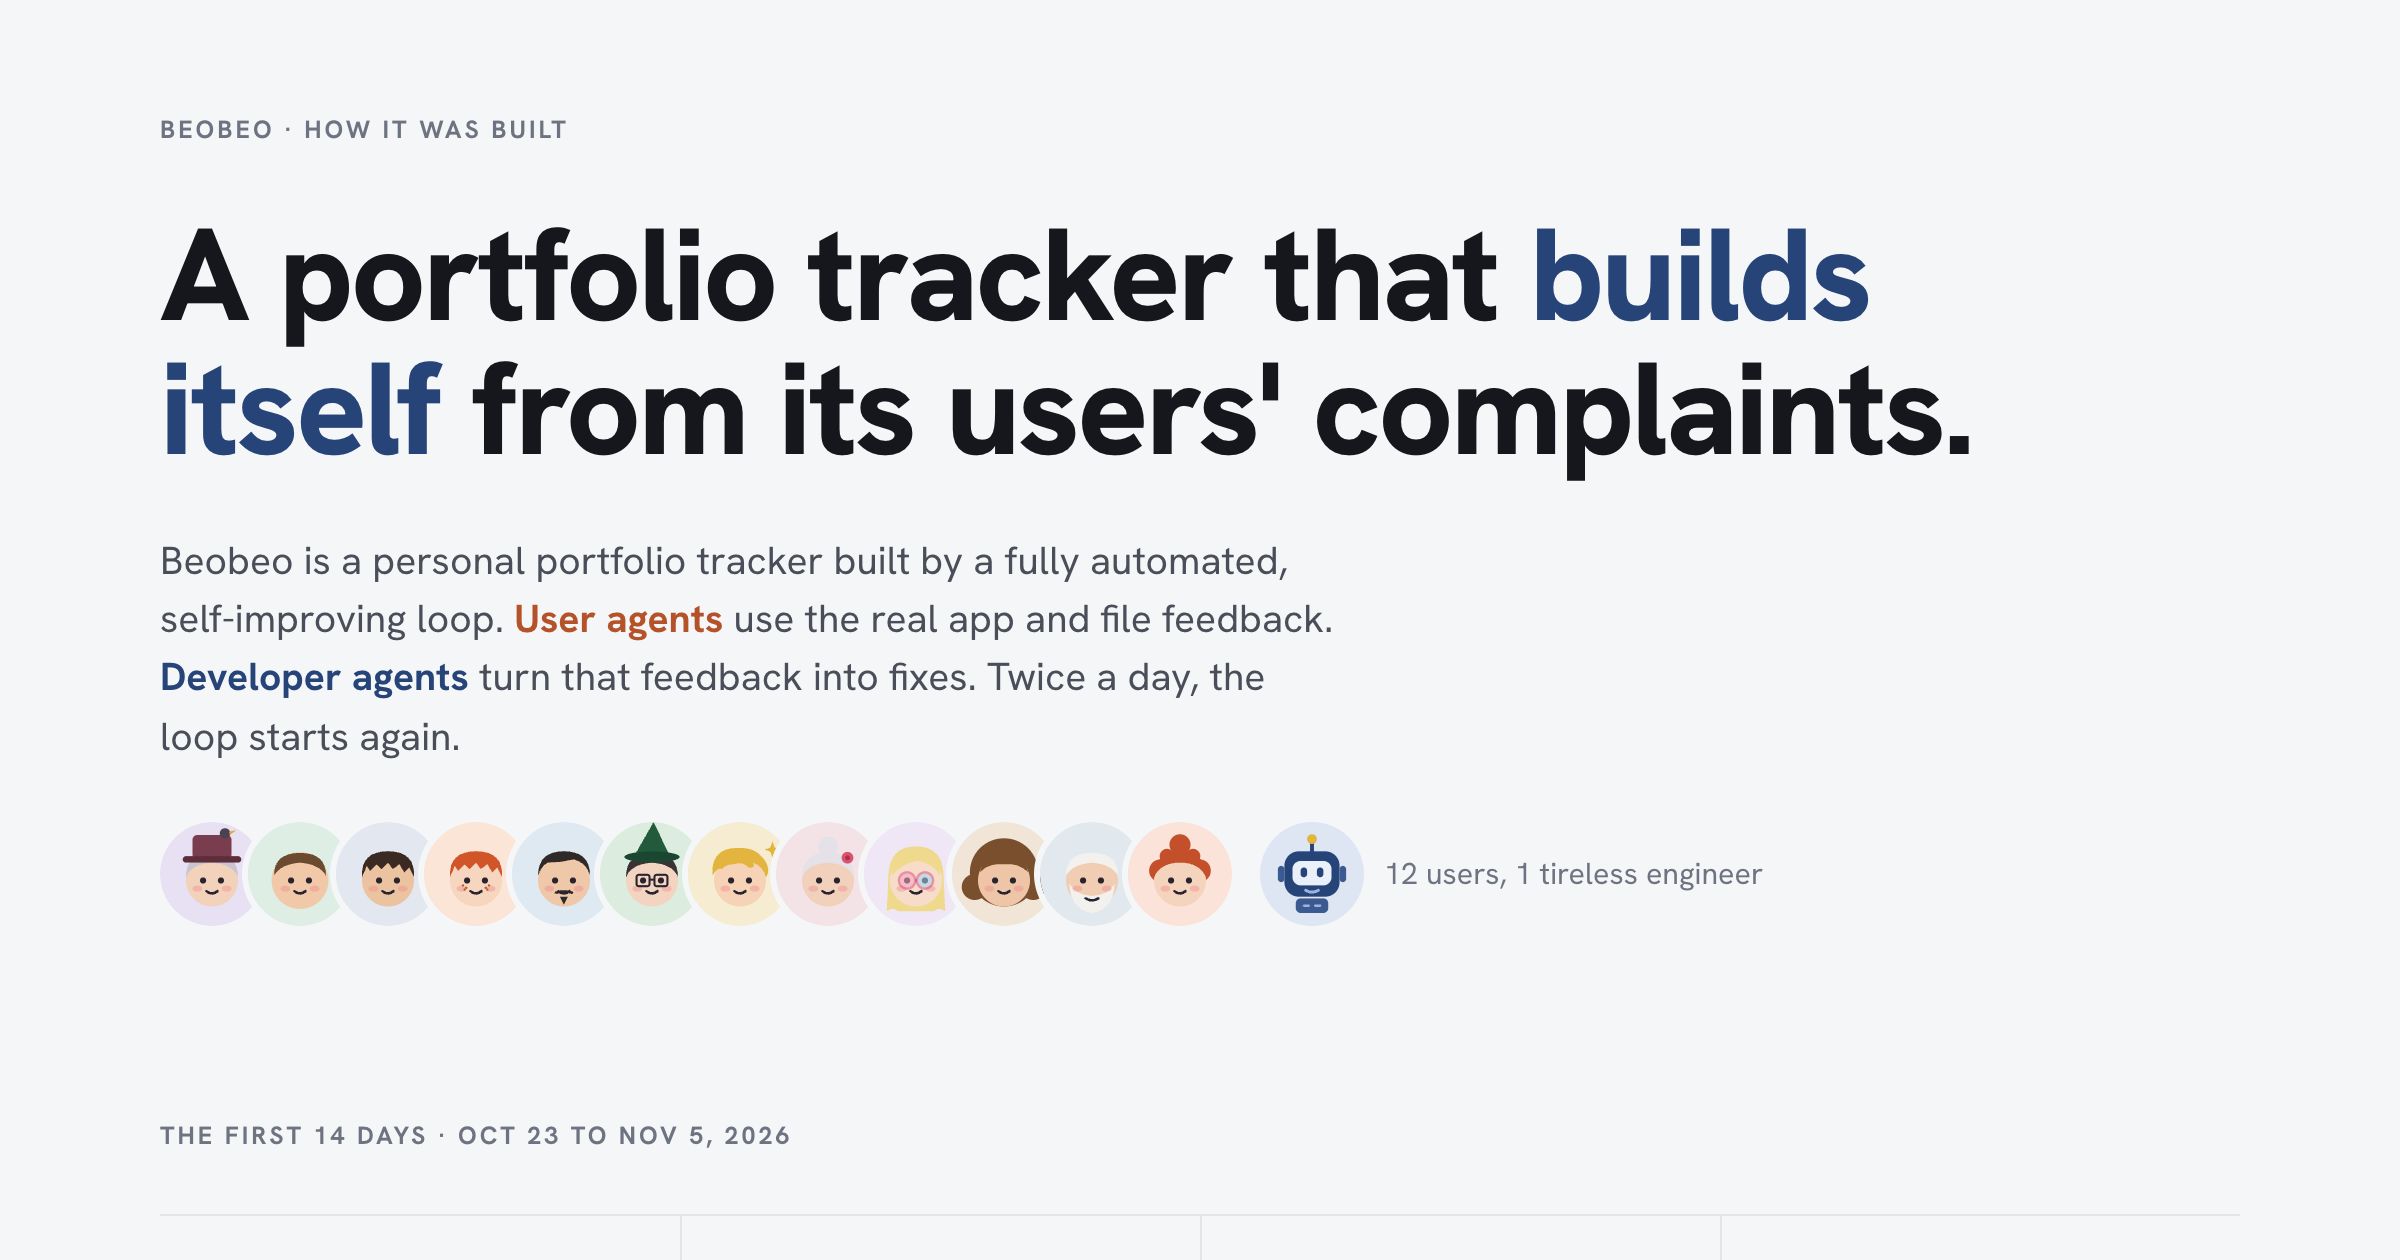 BEOBEO · HOW IT WAS BUILT
A portfolio tracker that builds
itself from its users' complaints.
Beobeo is a personal portfolio tracker built by a fully automated,
self-improving loop. User agents use the real app and file feedback.
Developer agents turn that feedback into fixes. Twice a day, the
loop starts again.
12 users, 1 tireless engineer
THE FIRST 14 DAYS · OCT 23 TO NOV 5, 2026